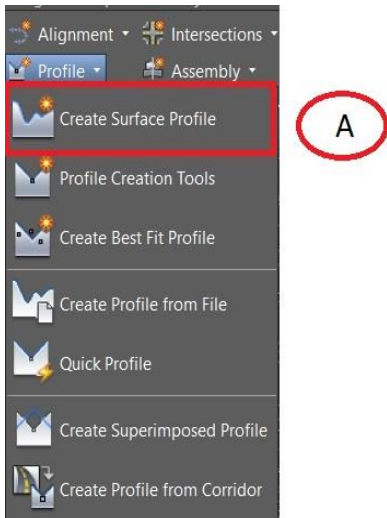 Alignment Intersections
Profile Assembly
Create Surface Profile
A
Profile Creation Tools
Create Best Fit Profile
Create Profile from File
Quick Profile
Create Superimposed Profile
Create Profile from Corridor